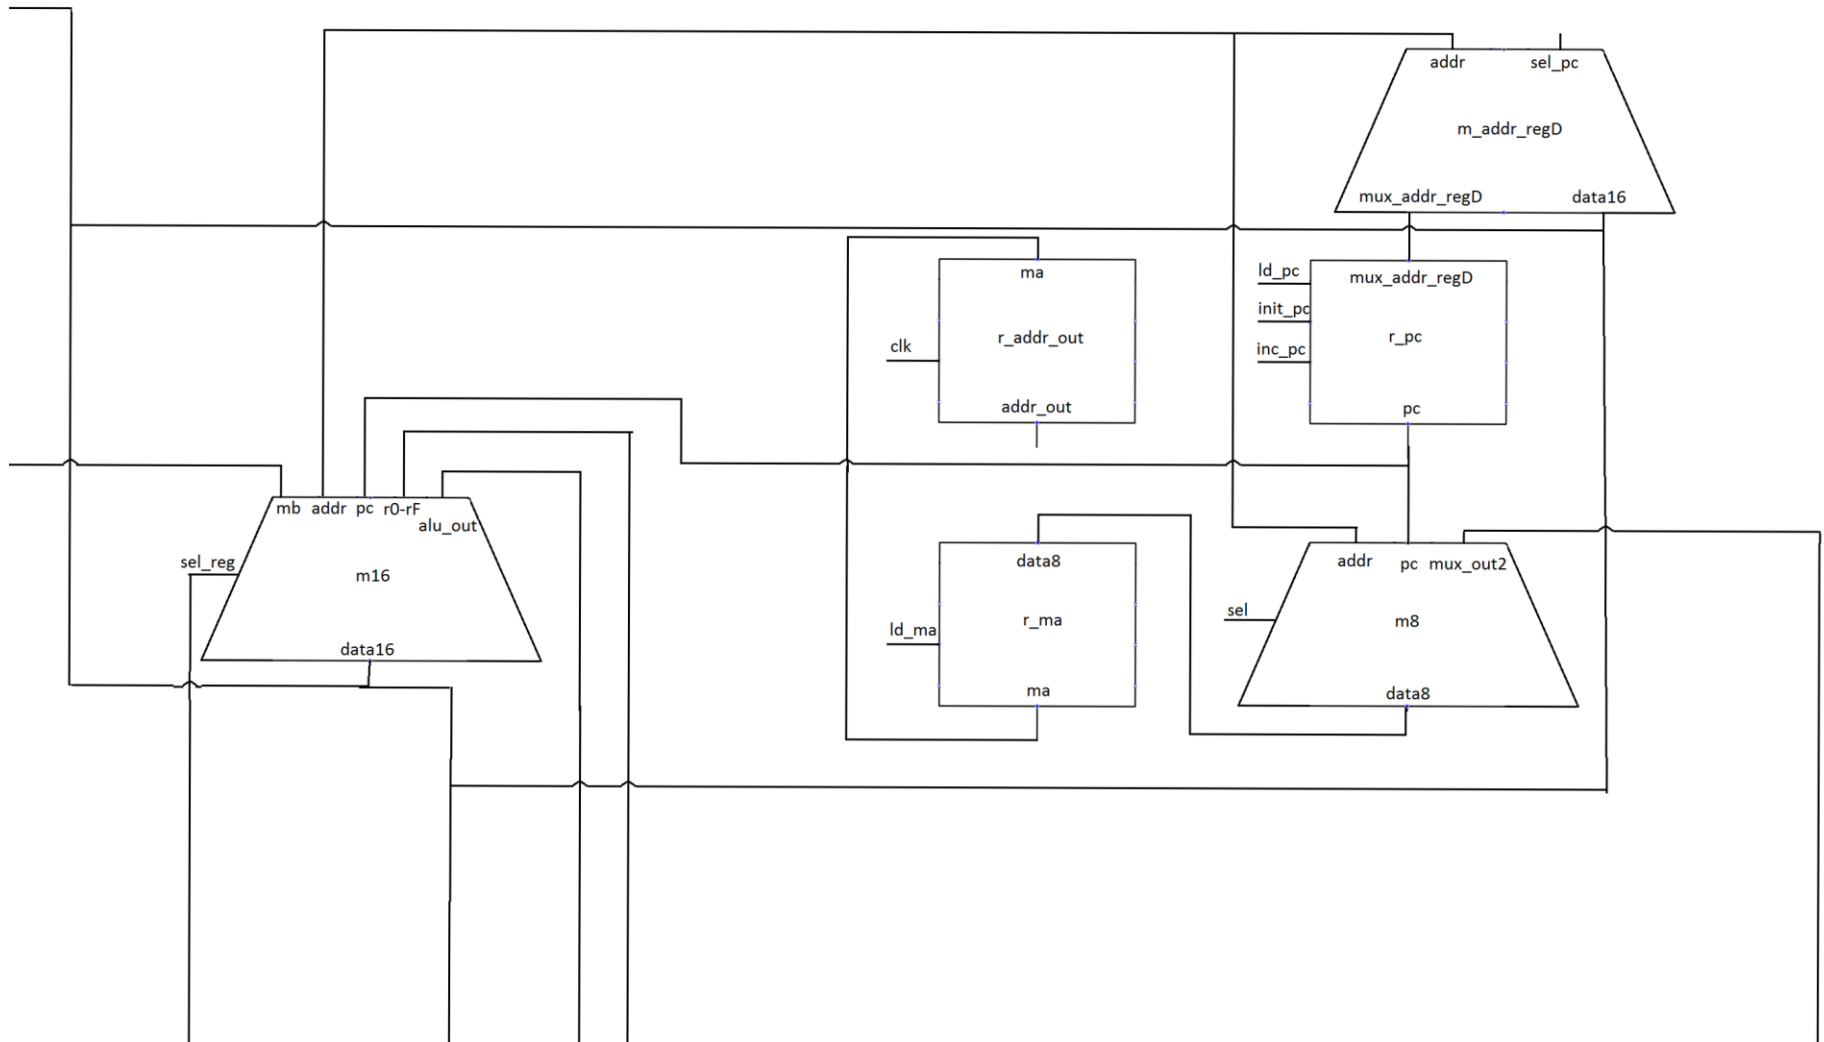 addr sel_pc
m_addr_regD
mux_addr_regD data16
ma
r_addr_out
clk
addr_out
ld_pc
init_pc
inc_pc
mux_addr_regD
r_pc
pc
mb addr pc r0-rF
alu_out
sel_reg
m16
data16
data8
r_ma
ld_ma
ma
addr pc mux_out2
sel
m8
data8